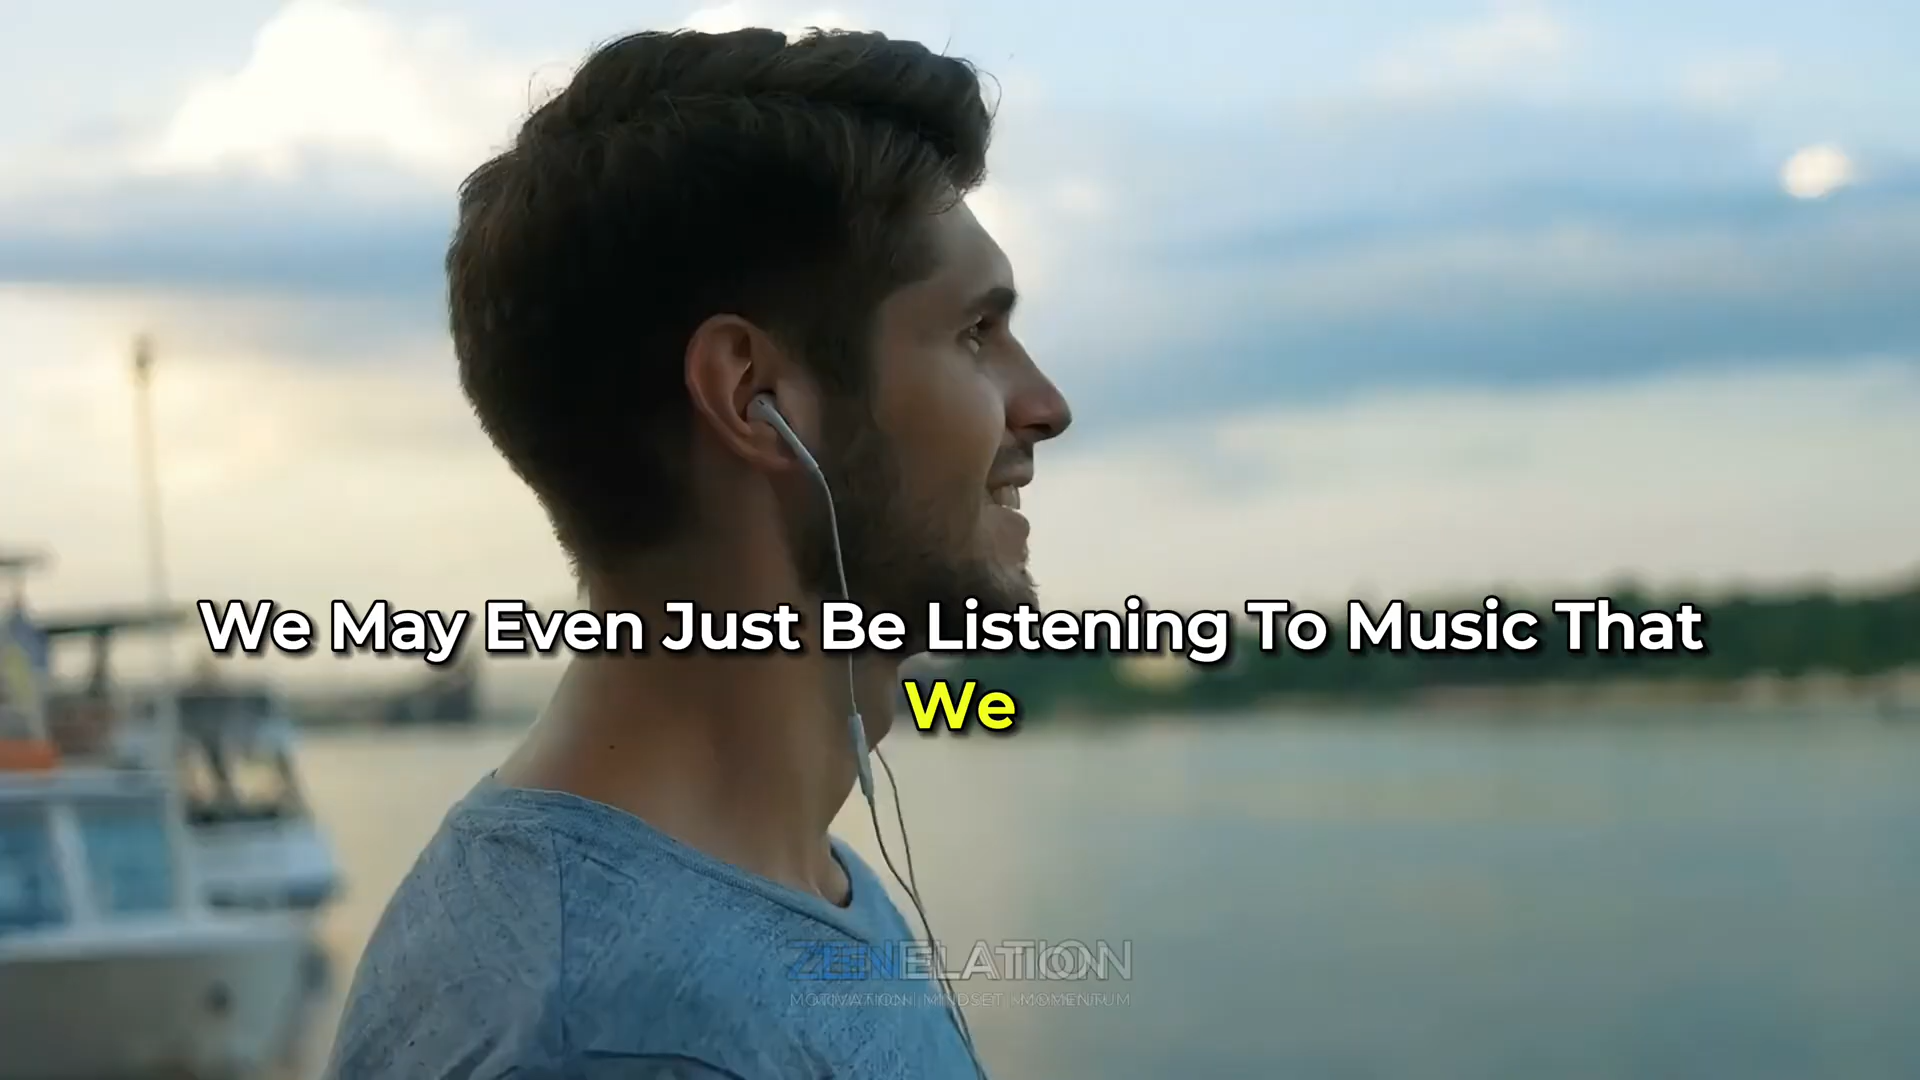 We May Even Just Be Listening To Music That
We
ZENELATION
MOTIVATION | MINDSET | MOMENTUM